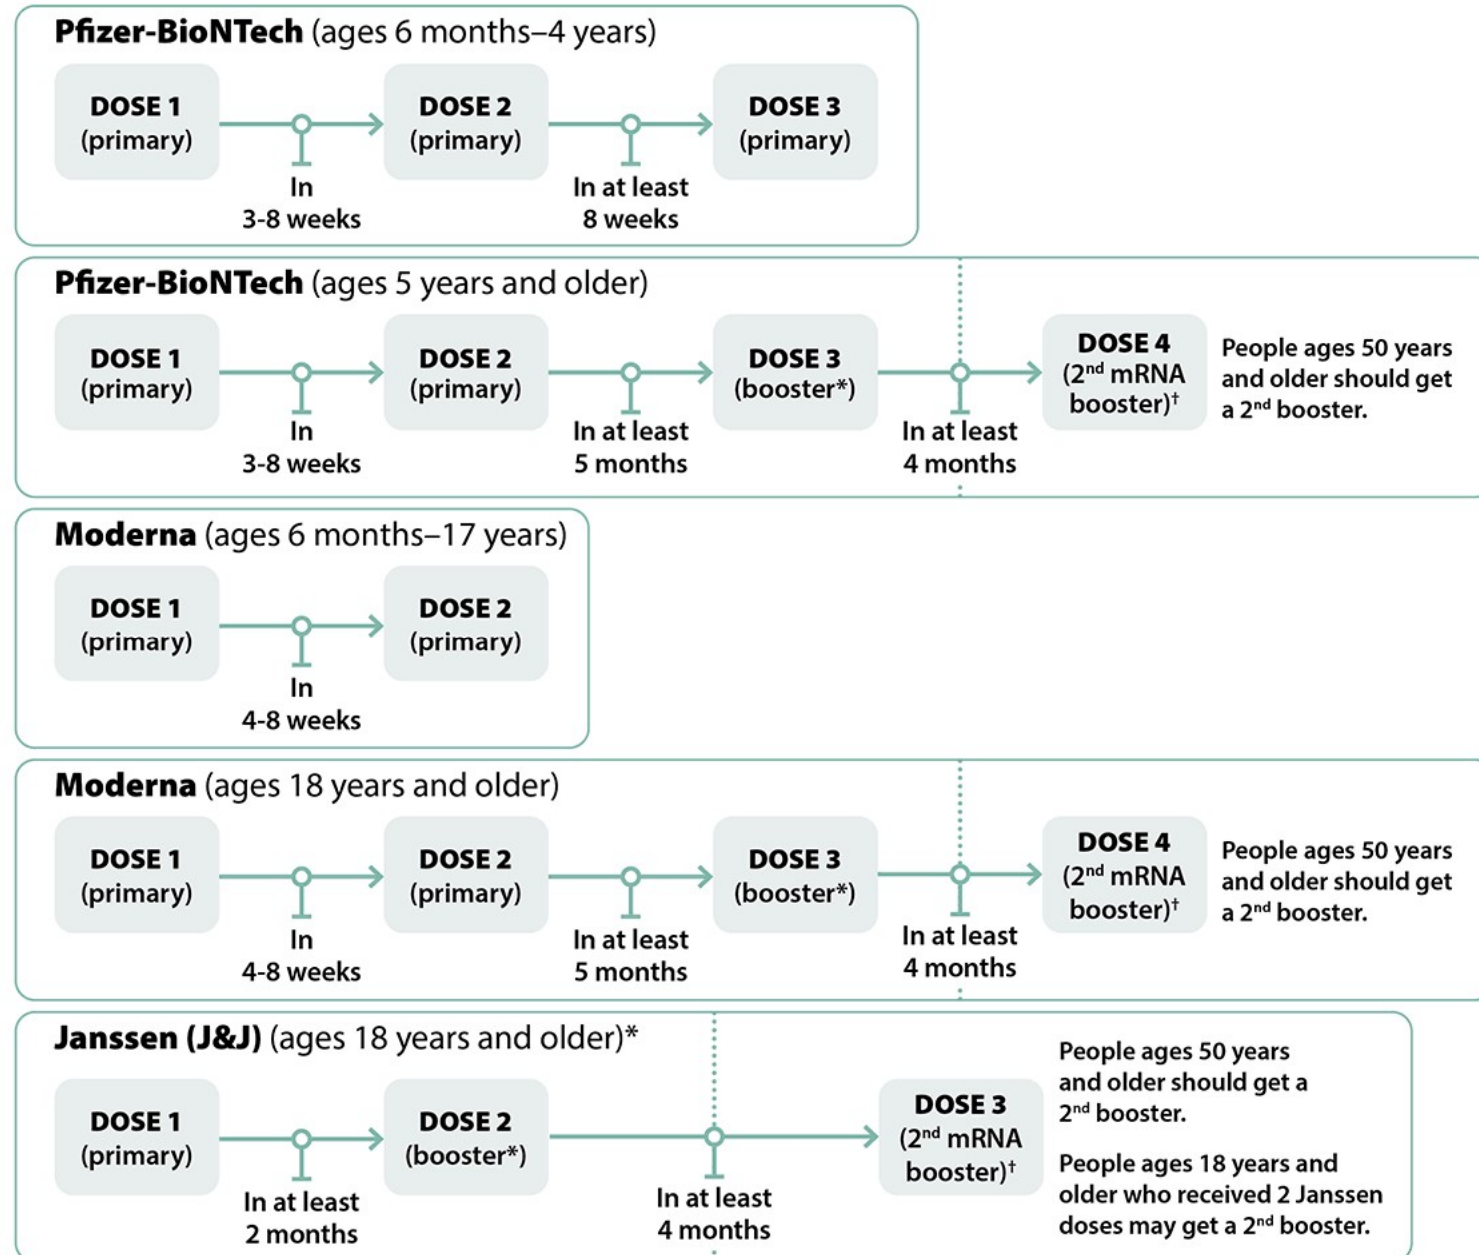 Pfizer-BioNTech (ages 6 months–4 years)
DOSE 1
(primary)
In
3-8 weeks
DOSE 2
(primary)
In at least
8 weeks
DOSE 3
(primary)
Pfizer-BioNTech (ages 5 years and older)
DOSE 1
(primary)
In
3-8 weeks
DOSE 2
(primary)
In at least
5 months
DOSE 3
(booster*)
In at least
4 months
DOSE 4
(2nd mRNA
booster)†
People ages 50 years
and older should get
a 2nd booster.
Moderna (ages 6 months–17 years)
DOSE 1
(primary)
In
4-8 weeks
DOSE 2
(primary)
Moderna (ages 18 years and older)
DOSE 1
(primary)
In
4-8 weeks
DOSE 2
(primary)
In at least
5 months
DOSE 3
(booster*)
In at least
4 months
DOSE 4
(2nd mRNA
booster)†
People ages 50 years
and older should get
a 2nd booster.
Janssen (J&J) (ages 18 years and older)*
DOSE 1
(primary)
In at least
2 months
DOSE 2
(booster*)
In at least
4 months
DOSE 3
(2nd mRNA
booster)†
People ages 50 years
and older should get a
2nd booster.
People ages 18 years and
older who received 2 Janssen
doses may get a 2nd booster.